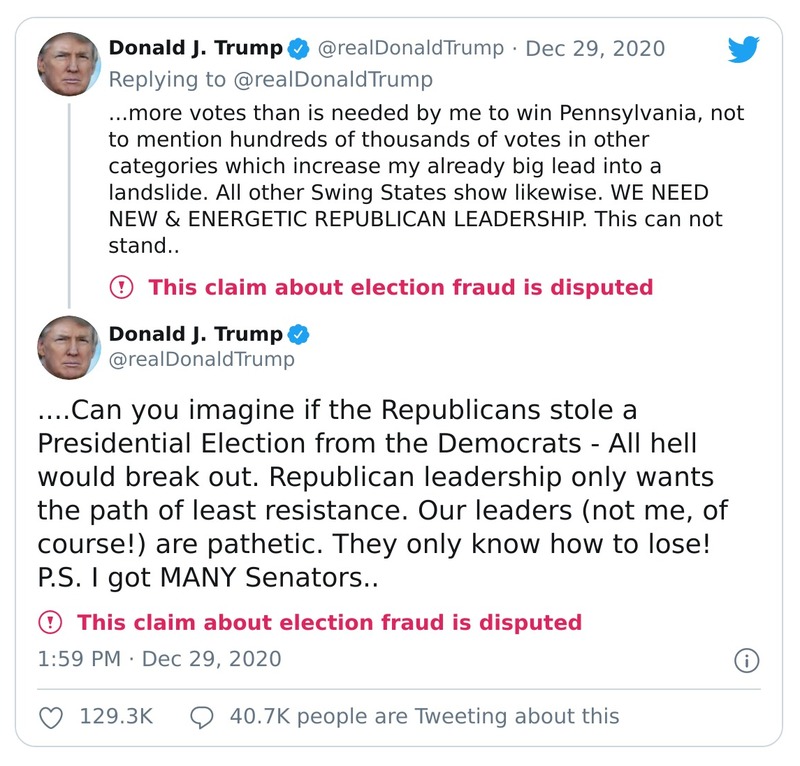 Donald J. Trump @realDonaldTrump · Dec 29, 2020
Replying to @realDonaldTrump
...more votes than is needed by me to win Pennsylvania, not
to mention hundreds of thousands of votes in other
categories which increase my already big lead into a
landslide. All other Swing States show likewise. WE NEED
NEW & ENERGETIC REPUBLICAN LEADERSHIP. This can not
stand..
This claim about election fraud is disputed
Donald J. Trump
@realDonaldTrump
....Can you imagine if the Republicans stole a
Presidential Election from the Democrats - All hell
would break out. Republican leadership only wants
the path of least resistance. Our leaders (not me, of
course!) are pathetic. They only know how to lose!
P.S. I got MANY Senators..
This claim about election fraud is disputed
1:59 PM · Dec 29, 2020
129.3K 40.7K people are Tweeting about this